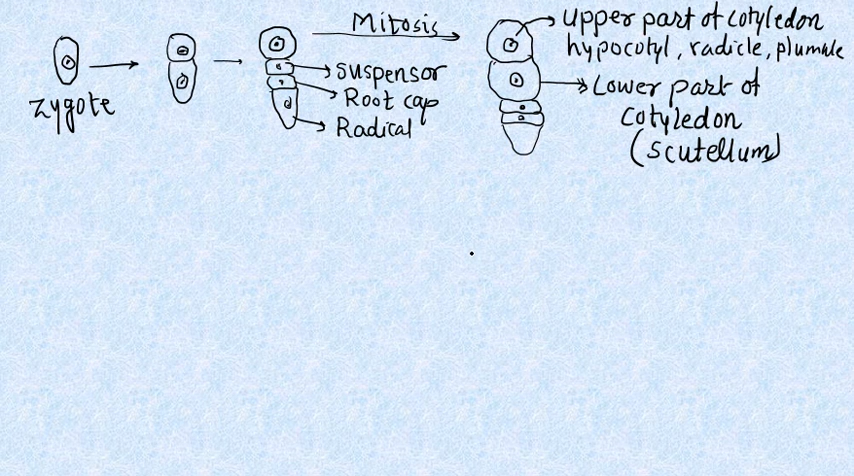 Mitosis
Upper part of cotyledon
hypocotyl, radicle, plumule
Zygote
suspensor
Root cap
Radical
Lower part of
Cotyledon
(scutellum)